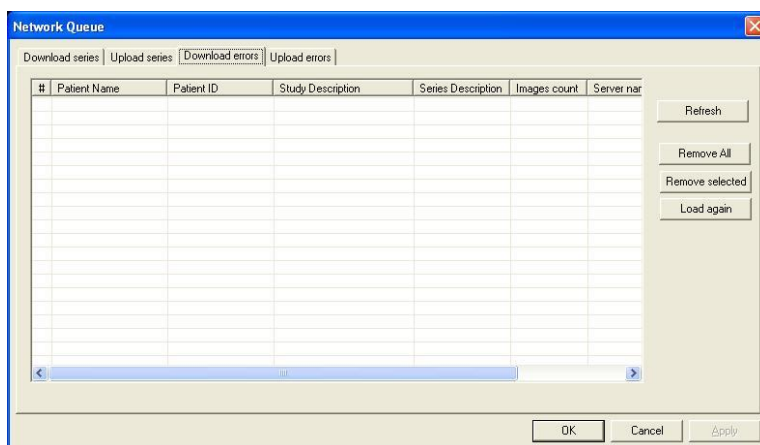 Network Queue
Download series Upload series Download errors Upload errors
# Patient Name Patient ID Study Description Series Description Images count Server nar
Refresh
Remove All
Remove selected
Load again
OK Cancel Apply